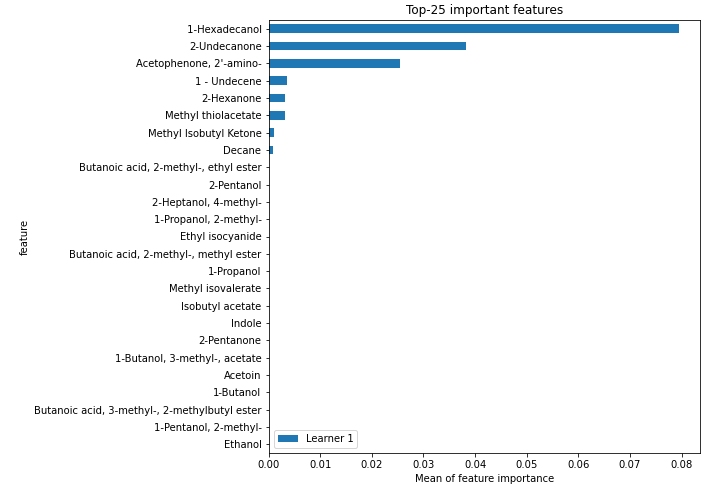 Top-25 important features
1-Hexadecanol
2-Undecanone
Acetophenone, 2'-amino-
1 - Undecene
2-Hexanone
Methyl thiolacetate
Methyl Isobutyl Ketone
Decane
Butanoic acid, 2-methyl-, ethyl ester
2-Pentanol
2-Heptanol, 4-methyl-
1-Propanol, 2-methyl-
Ethyl isocyanide
Butanoic acid, 2-methyl-, methyl ester
1-Propanol
Methyl isovalerate
Isobutyl acetate
Indole
2-Pentanone
1-Butanol, 3-methyl-, acetate
Acetoin
1-Butanol
Butanoic acid, 3-methyl-, 2-methylbutyl ester
1-Pentanol, 2-methyl-
Ethanol
feature
Learner 1
0.00 0.01 0.02 0.03 0.04 0.05 0.06 0.07 0.08
Mean of feature importance